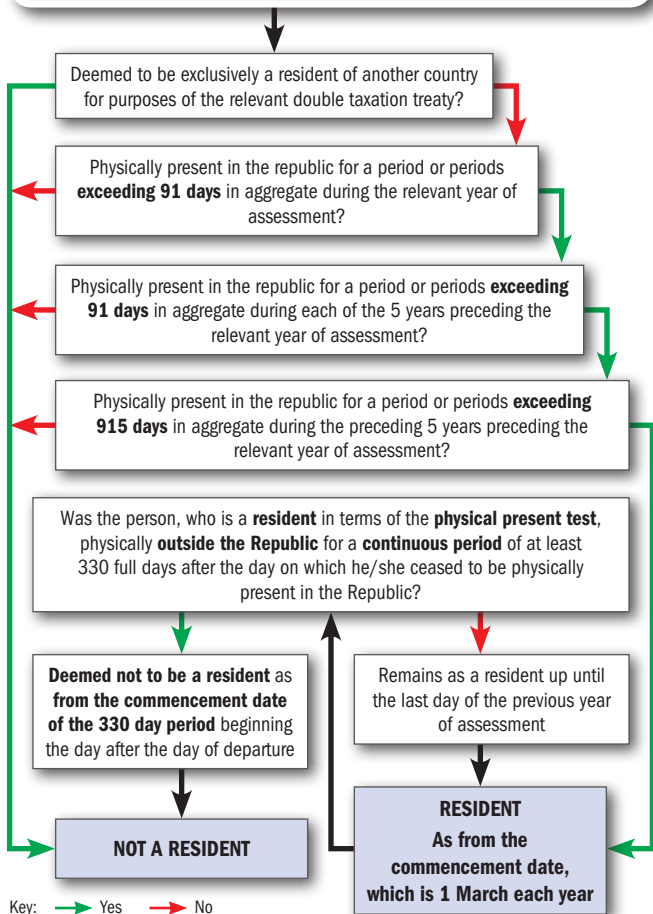 Deemed to be exclusively a resident of another country
for purposes of the relevant double taxation treaty?
Physically present in the republic for a period or periods
exceeding 91 days in aggregate during the relevant year of
assessment?
Physically present in the republic for a period or periods exceeding
91 days in aggregate during each of the 5 years preceding the
relevant year of assessment?
Physically present in the republic for a period or periods exceeding
915 days in aggregate during the preceding 5 years preceding the
relevant year of assessment?
Was the person, who is a resident in terms of the physical present test,
physically outside the Republic for a continuous period of at least
330 full days after the day on which he/she ceased to be physically
present in the Republic?
Deemed not to be a resident as
from the commencement date
of the 330 day period beginning
the day after the day of departure
Remains as a resident up until
the last day of the previous year
of assessment
NOT A RESIDENT
RESIDENT
As from the
commencement date,
which is 1 March each year
Key: Yes No